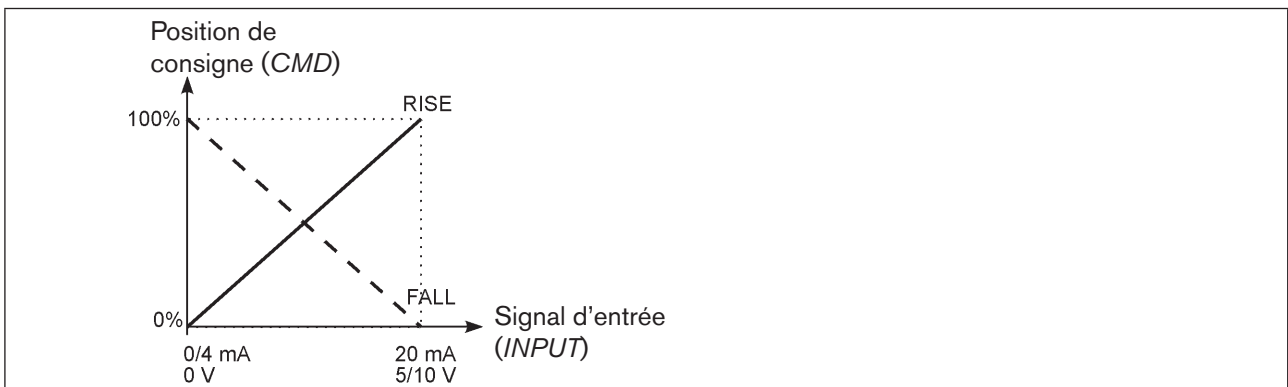 Position de
consigne (CMD)
RISE
100%
FALL
0%
Signal d'entrée
(INPUT)
0/4 mA
0 V
20 mA
5/10 V